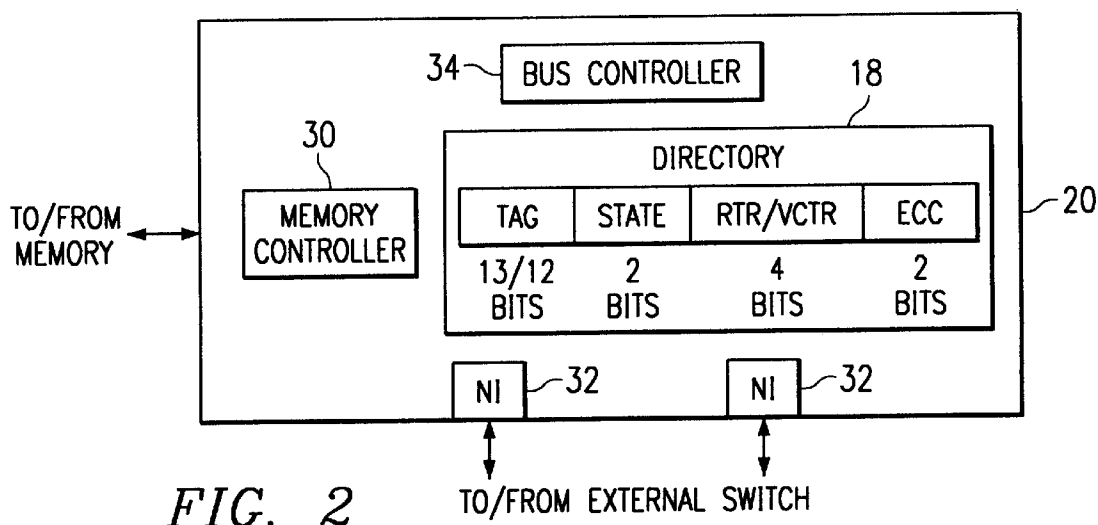 34
BUS CONTROLLER
18
30
DIRECTORY
TO/FROM
MEMORY
MEMORY
CONTROLLER
TAG STATE RTR/VCTR ECC
20
13/12
BITS
2
BITS
4
BITS
2
BITS
NI
32
NI
32
TO/FROM EXTERNAL SWITCH
FIG. 2